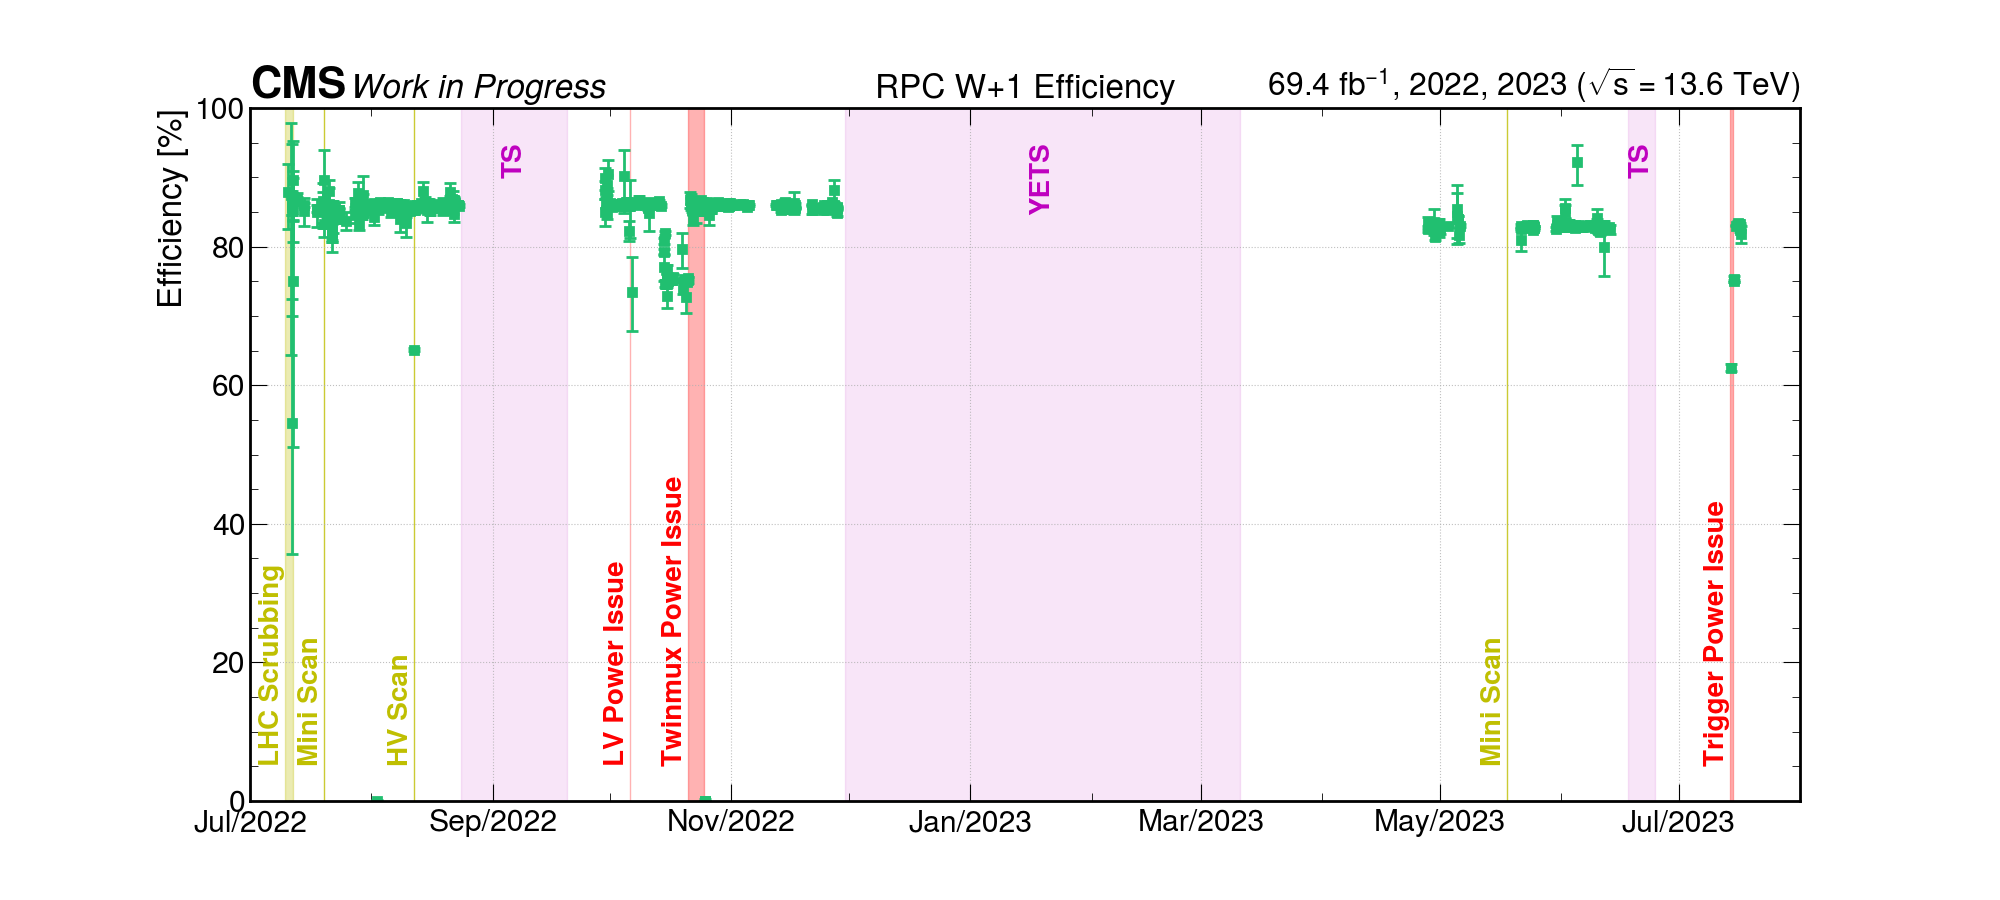 CMS Work in Progress
RPC W+1 Efficiency
69.4 fb⁻¹, 2022, 2023 (√s = 13.6 TeV)
Efficiency [%]
100
80
60
40
20
0
LHC Scrubbing
Mini Scan
HV Scan
TS
LV Power Issue
Twinmux Power Issue
YETS
Mini Scan
TS
Trigger Power Issue
Jul/2022
Sep/2022
Nov/2022
Jan/2023
Mar/2023
May/2023
Jul/2023